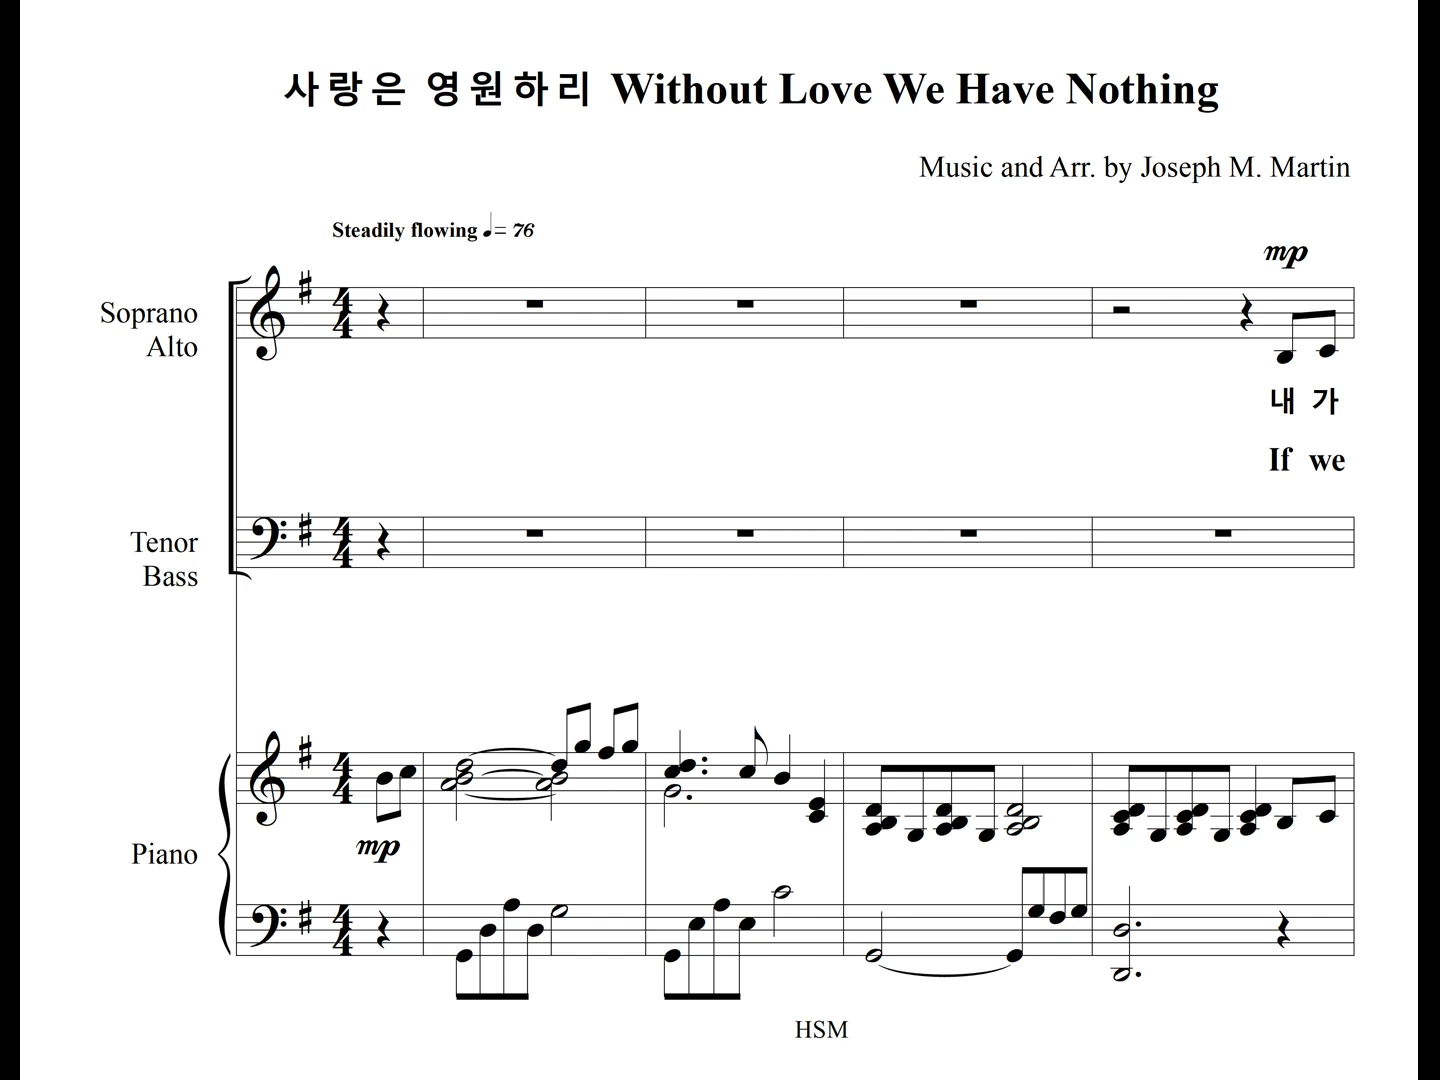 사랑은 영원하리 Without Love We Have Nothing
Music and Arr. by Joseph M. Martin
Steadily flowing ♩= 76
mp
Soprano
Alto
내 가
If we
Tenor
Bass
mp
Piano
HSM